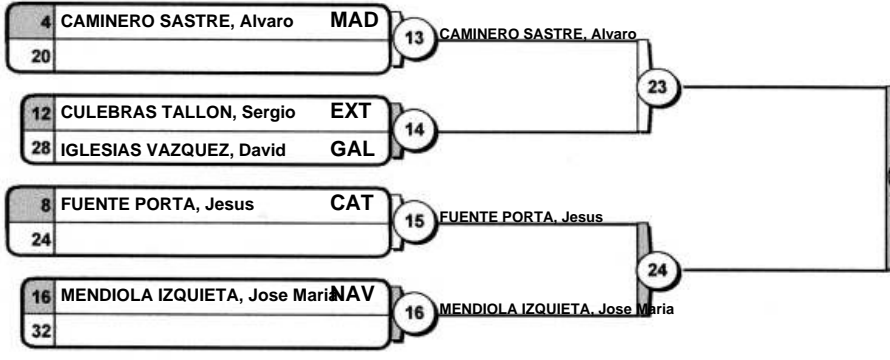 4 CAMINERO SASTRE, Alvaro MAD
13 CAMINERO SASTRE, Alvaro
20
23
12 CULEBRAS TALLON, Sergio EXT
14
28 IGLESIAS VAZQUEZ, David GAL
8 FUENTE PORTA, Jesus CAT
15 FUENTE PORTA, Jesus
24
24
16 MENDIOLA IZQUIETA, Jose Maria NAV
16 MENDIOLA IZQUIETA, Jose Maria
32